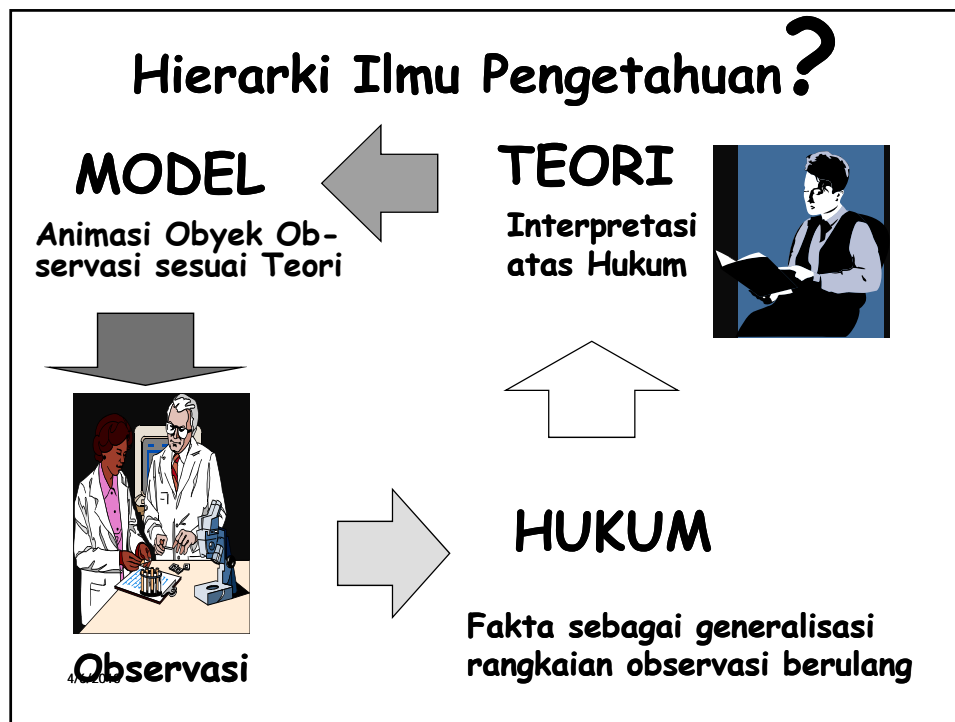 Hierarki Ilmu Pengetahuan?
MODEL
Animasi Obyek Ob-
servasi sesuai Teori
TEORI
Interpretasi
atas Hukum
Observasi
HUKUM
Fakta sebagai generalisasi
rangkaian observasi berulang